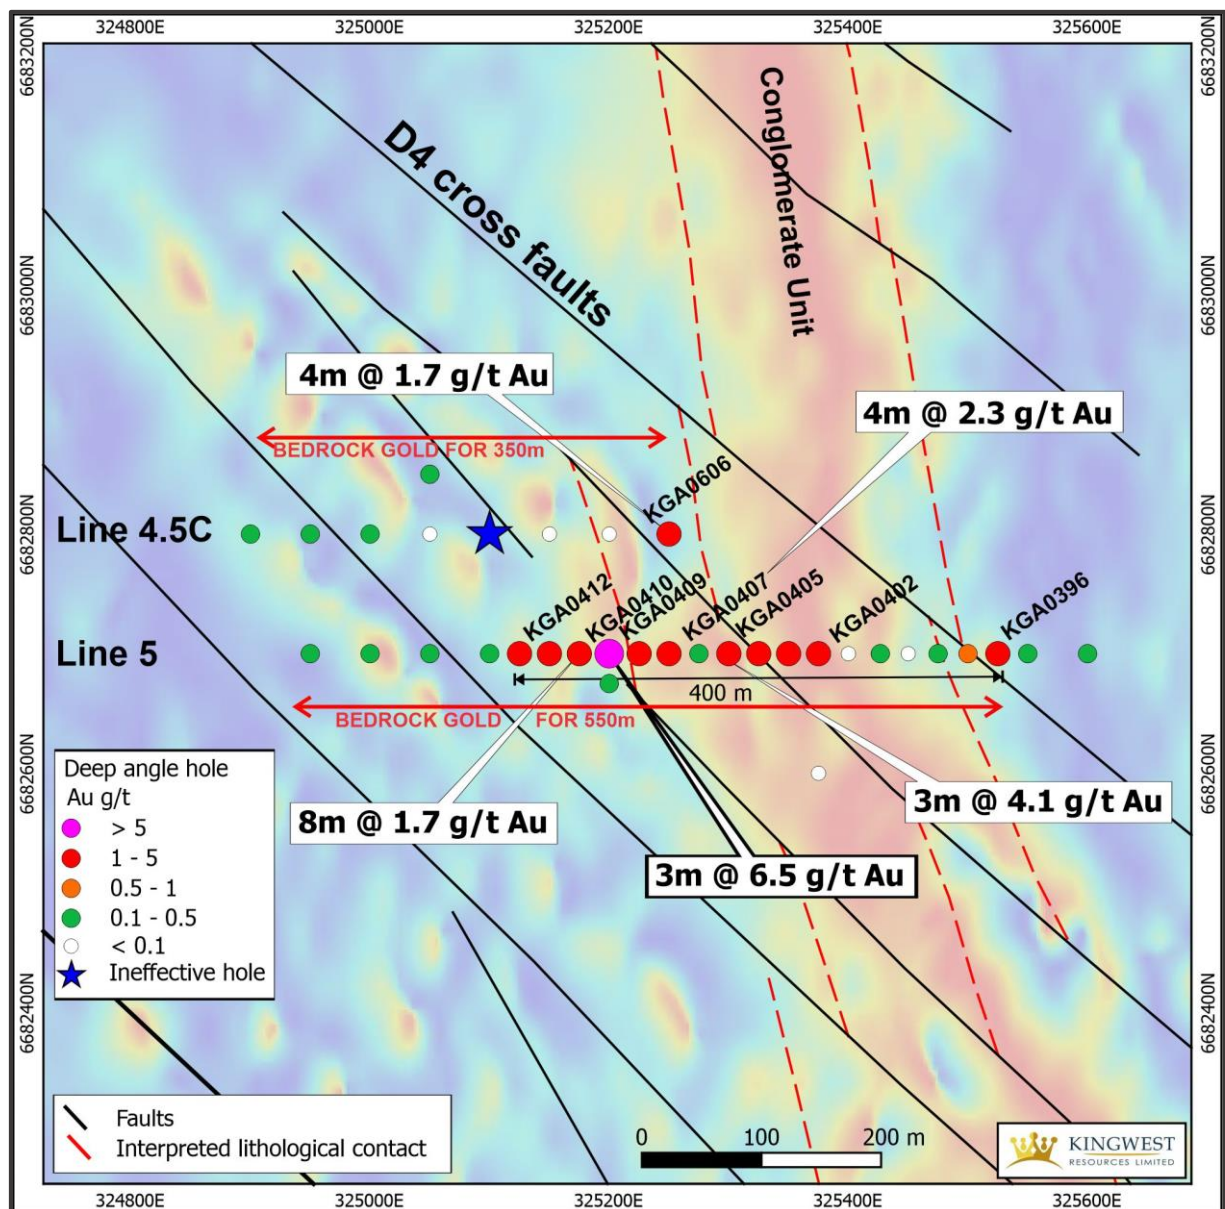 324800E 325000E 325200E 325400E 325600E
6683200N
6683200N
Conglomerate Unit
D4 cross faults
6683000N
6683000N
4m @ 1.7 g/t Au
4m @ 2.3 g/t Au
BEDROCK GOLD FOR 350m
KGA0606
6682800N
Line 4.5C
6682800N
KGA0412
KGA0410
KGA0409
KGA0407
KGA0405
KGA0402
KGA0396
Line 5
400 m
BEDROCK GOLD FOR 550m
6682600N
6682600N
8m @ 1.7 g/t Au
3m @ 4.1 g/t Au
3m @ 6.5 g/t Au
Deep angle hole
Au g/t
> 5
1 - 5
0.5 - 1
0.1 - 0.5
< 0.1
Ineffective hole
6682400N
6682400N
Faults
Interpreted lithological contact
0 100 200 m
KINGWEST
RESOURCES LIMITED
324800E 325000E 325200E 325400E 325600E